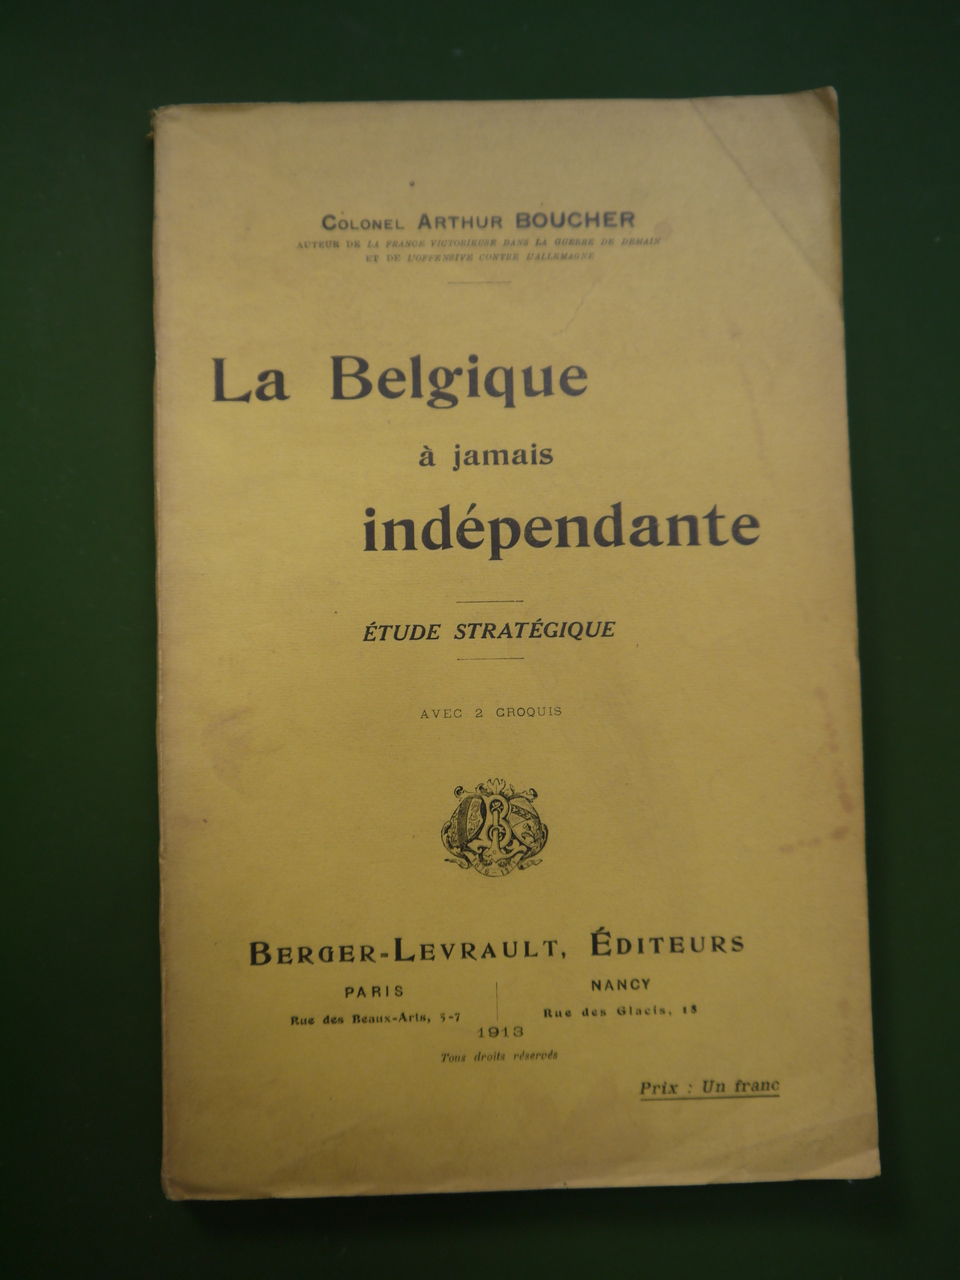 COLONEL ARTHUR BOUCHER
AUTEUR DE LA FRANCE VICTORIEUSE DANS LA GUERRE DE DEMAIN
ET DE L'OFFENSIVE CONTRE L'ALLEMAGNE
La Belgique
à jamais
indépendante
ÉTUDE STRATÉGIQUE
AVEC 2 CROQUIS
BERGER-LEVRAULT, ÉDITEURS
PARIS
Rue des Beaux-Arts, 5-7
NANCY
Rue des Glacis, 18
1913
Tous droits réservés
Prix : Un franc